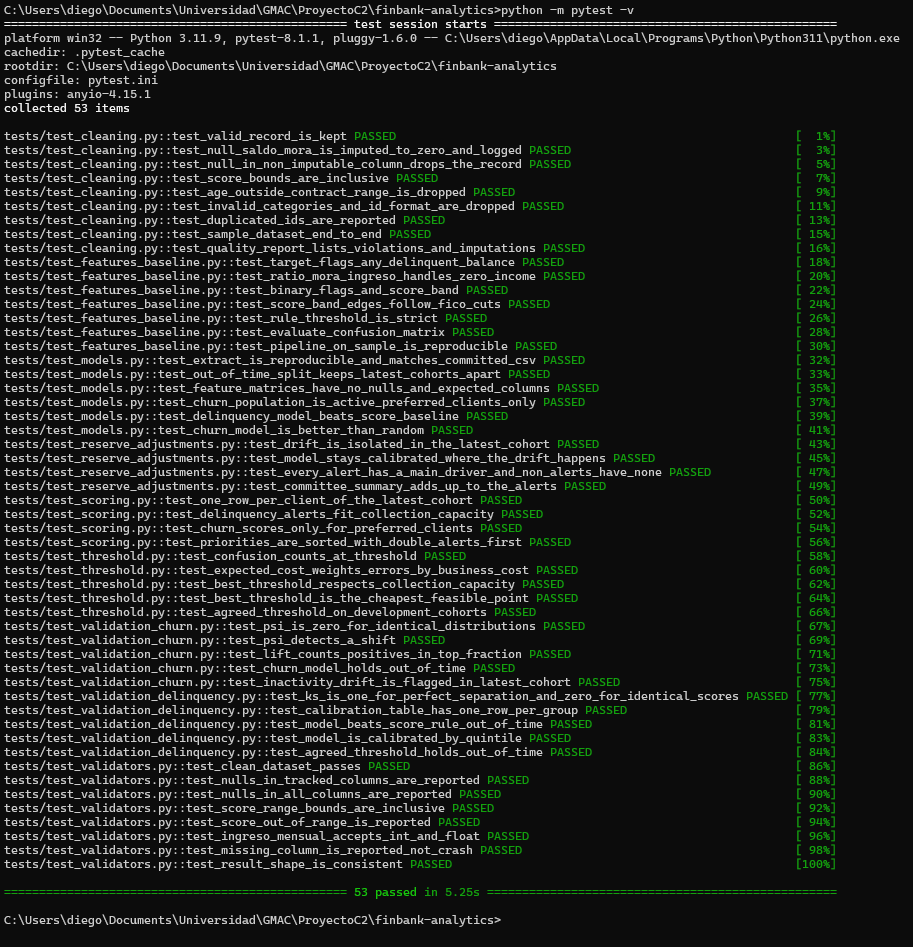 C:\Users\diego\Documents\Universidad\GMAC\ProyectoC2\finbank-analytics>python -m pytest -v
================================================= test session starts =================================================
platform win32 -- Python 3.11.9, pytest-8.1.1, pluggy-1.6.0 -- C:\Users\diego\AppData\Local\Programs\Python\Python311\python.exe
cachedir: .pytest_cache
rootdir: C:\Users\diego\Documents\Universidad\GMAC\ProyectoC2\finbank-analytics
configfile: pytest.ini
plugins: anyio-4.15.1
collected 53 items
tests/test_cleaning.py::test_valid_record_is_kept PASSED [  1%]
tests/test_cleaning.py::test_null_saldo_mora_is_imputed_to_zero_and_logged PASSED [  3%]
tests/test_cleaning.py::test_null_in_non_imputable_column_drops_the_record PASSED [  5%]
tests/test_cleaning.py::test_score_bounds_are_inclusive PASSED [  7%]
tests/test_cleaning.py::test_age_outside_contract_range_is_dropped PASSED [  9%]
tests/test_cleaning.py::test_invalid_categories_and_id_format_are_dropped PASSED [ 11%]
tests/test_cleaning.py::test_duplicated_ids_are_reported PASSED [ 13%]
tests/test_cleaning.py::test_sample_dataset_end_to_end PASSED [ 15%]
tests/test_cleaning.py::test_quality_report_lists_violations_and_imputations PASSED [ 16%]
tests/test_features_baseline.py::test_target_flags_any_delinquent_balance PASSED [ 18%]
tests/test_features_baseline.py::test_ratio_mora_ingreso_handles_zero_income PASSED [ 20%]
tests/test_features_baseline.py::test_binary_flags_and_score_band PASSED [ 22%]
tests/test_features_baseline.py::test_score_band_edges_follow_fico_cuts PASSED [ 24%]
tests/test_features_baseline.py::test_rule_threshold_is_strict PASSED [ 26%]
tests/test_features_baseline.py::test_evaluate_confusion_matrix PASSED [ 28%]
tests/test_features_baseline.py::test_pipeline_on_sample_is_reproducible PASSED [ 30%]
tests/test_models.py::test_extract_is_reproducible_and_matches_committed_csv PASSED [ 32%]
tests/test_models.py::test_out_of_time_split_keeps_latest_cohorts_apart PASSED [ 33%]
tests/test_models.py::test_feature_matrices_have_no_nulls_and_expected_columns PASSED [ 35%]
tests/test_models.py::test_churn_population_is_active_preferred_clients_only PASSED [ 37%]
tests/test_models.py::test_delinquency_model_beats_score_baseline PASSED [ 39%]
tests/test_models.py::test_churn_model_is_better_than_random PASSED [ 41%]
tests/test_reserve_adjustments.py::test_drift_is_isolated_in_the_latest_cohort PASSED [ 43%]
tests/test_reserve_adjustments.py::test_model_stays_calibrated_where_the_drift_happens PASSED [ 45%]
tests/test_reserve_adjustments.py::test_every_alert_has_a_main_driver_and_non_alerts_have_none PASSED [ 47%]
tests/test_reserve_adjustments.py::test_committee_summary_adds_up_to_the_alerts PASSED [ 49%]
tests/test_scoring.py::test_one_row_per_client_of_the_latest_cohort PASSED [ 50%]
tests/test_scoring.py::test_delinquency_alerts_fit_collection_capacity PASSED [ 52%]
tests/test_scoring.py::test_churn_scores_only_for_preferred_clients PASSED [ 54%]
tests/test_scoring.py::test_priorities_are_sorted_with_double_alerts_first PASSED [ 56%]
tests/test_threshold.py::test_confusion_counts_at_threshold PASSED [ 58%]
tests/test_threshold.py::test_expected_cost_weights_errors_by_business_cost PASSED [ 60%]
tests/test_threshold.py::test_best_threshold_respects_collection_capacity PASSED [ 62%]
tests/test_threshold.py::test_best_threshold_is_the_cheapest_feasible_point PASSED [ 64%]
tests/test_threshold.py::test_agreed_threshold_on_development_cohorts PASSED [ 66%]
tests/test_validation_churn.py::test_psi_is_zero_for_identical_distributions PASSED [ 67%]
tests/test_validation_churn.py::test_psi_detects_a_shift PASSED [ 69%]
tests/test_validation_churn.py::test_lift_counts_positives_in_top_fraction PASSED [ 71%]
tests/test_validation_churn.py::test_churn_model_holds_out_of_time PASSED [ 73%]
tests/test_validation_churn.py::test_inactivity_drift_is_flagged_in_latest_cohort PASSED [ 75%]
tests/test_validation_delinquency.py::test_ks_is_one_for_perfect_separation_and_zero_for_identical_scores PASSED [ 77%]
tests/test_validation_delinquency.py::test_calibration_table_has_one_row_per_group PASSED [ 79%]
tests/test_validation_delinquency.py::test_model_beats_score_rule_out_of_time PASSED [ 81%]
tests/test_validation_delinquency.py::test_model_is_calibrated_by_quintile PASSED [ 83%]
tests/test_validation_delinquency.py::test_agreed_threshold_holds_out_of_time PASSED [ 84%]
tests/test_validators.py::test_clean_dataset_passes PASSED [ 86%]
tests/test_validators.py::test_nulls_in_tracked_columns_are_reported PASSED [ 88%]
tests/test_validators.py::test_nulls_in_all_columns_are_reported PASSED [ 90%]
tests/test_validators.py::test_score_range_bounds_are_inclusive PASSED [ 92%]
tests/test_validators.py::test_score_out_of_range_is_reported PASSED [ 94%]
tests/test_validators.py::test_ingreso_mensual_accepts_int_and_float PASSED [ 96%]
tests/test_validators.py::test_missing_column_is_reported_not_crash PASSED [ 98%]
tests/test_validators.py::test_result_shape_is_consistent PASSED [100%]
================================================= 53 passed in 5.25s ==================================================
C:\Users\diego\Documents\Universidad\GMAC\ProyectoC2\finbank-analytics>